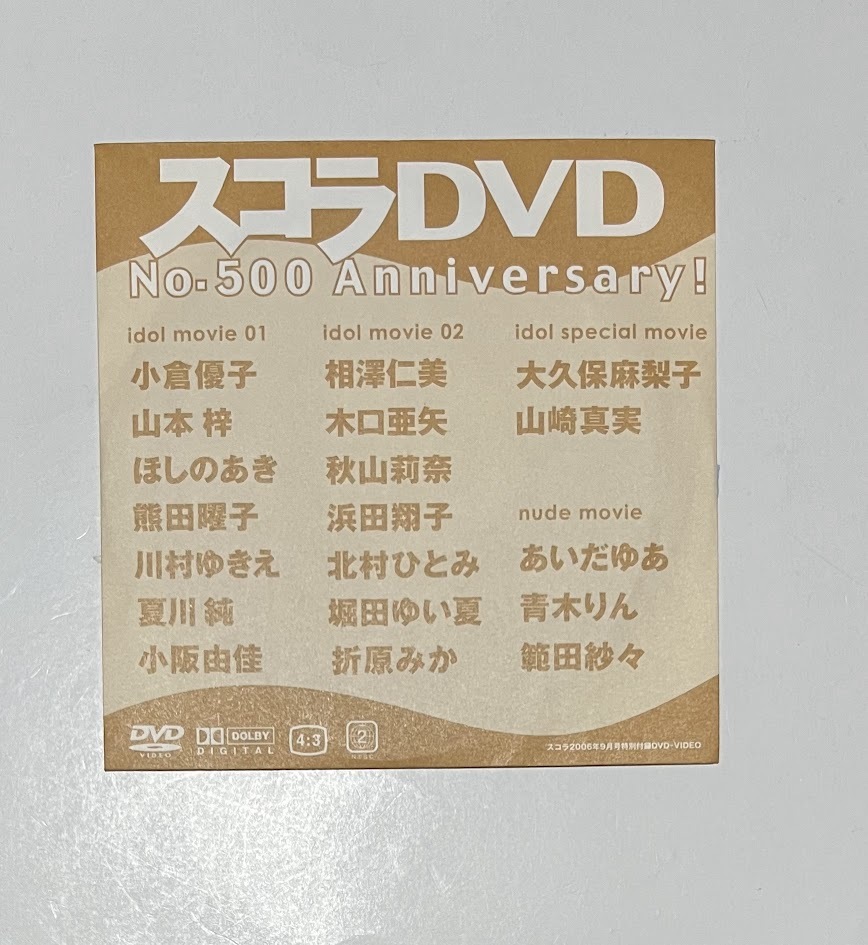 スコラDVD
No.500 Anniversary!
idol movie 01
小倉優子
山本 梓
ほしのあき
熊田曜子
川村ゆきえ
夏川 純
小阪由佳
idol movie 02
相澤仁美
木口亜矢
秋山莉奈
浜田翔子
北村ひとみ
堀田ゆい夏
折原みか
idol special movie
大久保麻梨子
山崎真実
nude movie
あいだゆあ
青木りん
範田紗々
DVD
VIDEO
DOLBY
DIGITAL
4:3
2
NTSC
スコラ2006年9月号特別付録DVD-VIDEO